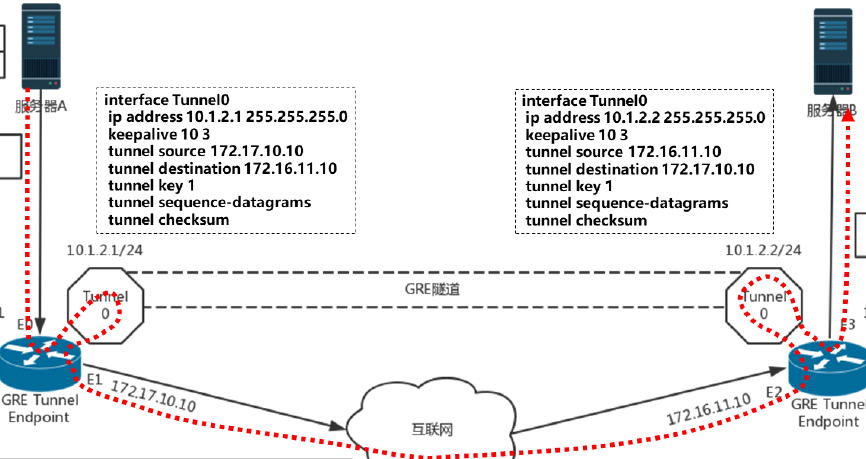 服务器A
服务器B
interface Tunnel0
ip address 10.1.2.1 255.255.255.0
keepalive 10 3
tunnel source 172.17.10.10
tunnel destination 172.16.11.10
tunnel key 1
tunnel sequence-datagrams
tunnel checksum
interface Tunnel0
ip address 10.1.2.2 255.255.255.0
keepalive 10 3
tunnel source 172.16.11.10
tunnel destination 172.17.10.10
tunnel key 1
tunnel sequence-datagrams
tunnel checksum
10.1.2.1/24
10.1.2.2/24
Tunnel
0
GRE隧道
Tunnel
0
E0
E3
E1
172.17.10.10
GRE Tunnel
Endpoint
互联网
172.16.11.10
E2
GRE Tunnel
Endpoint